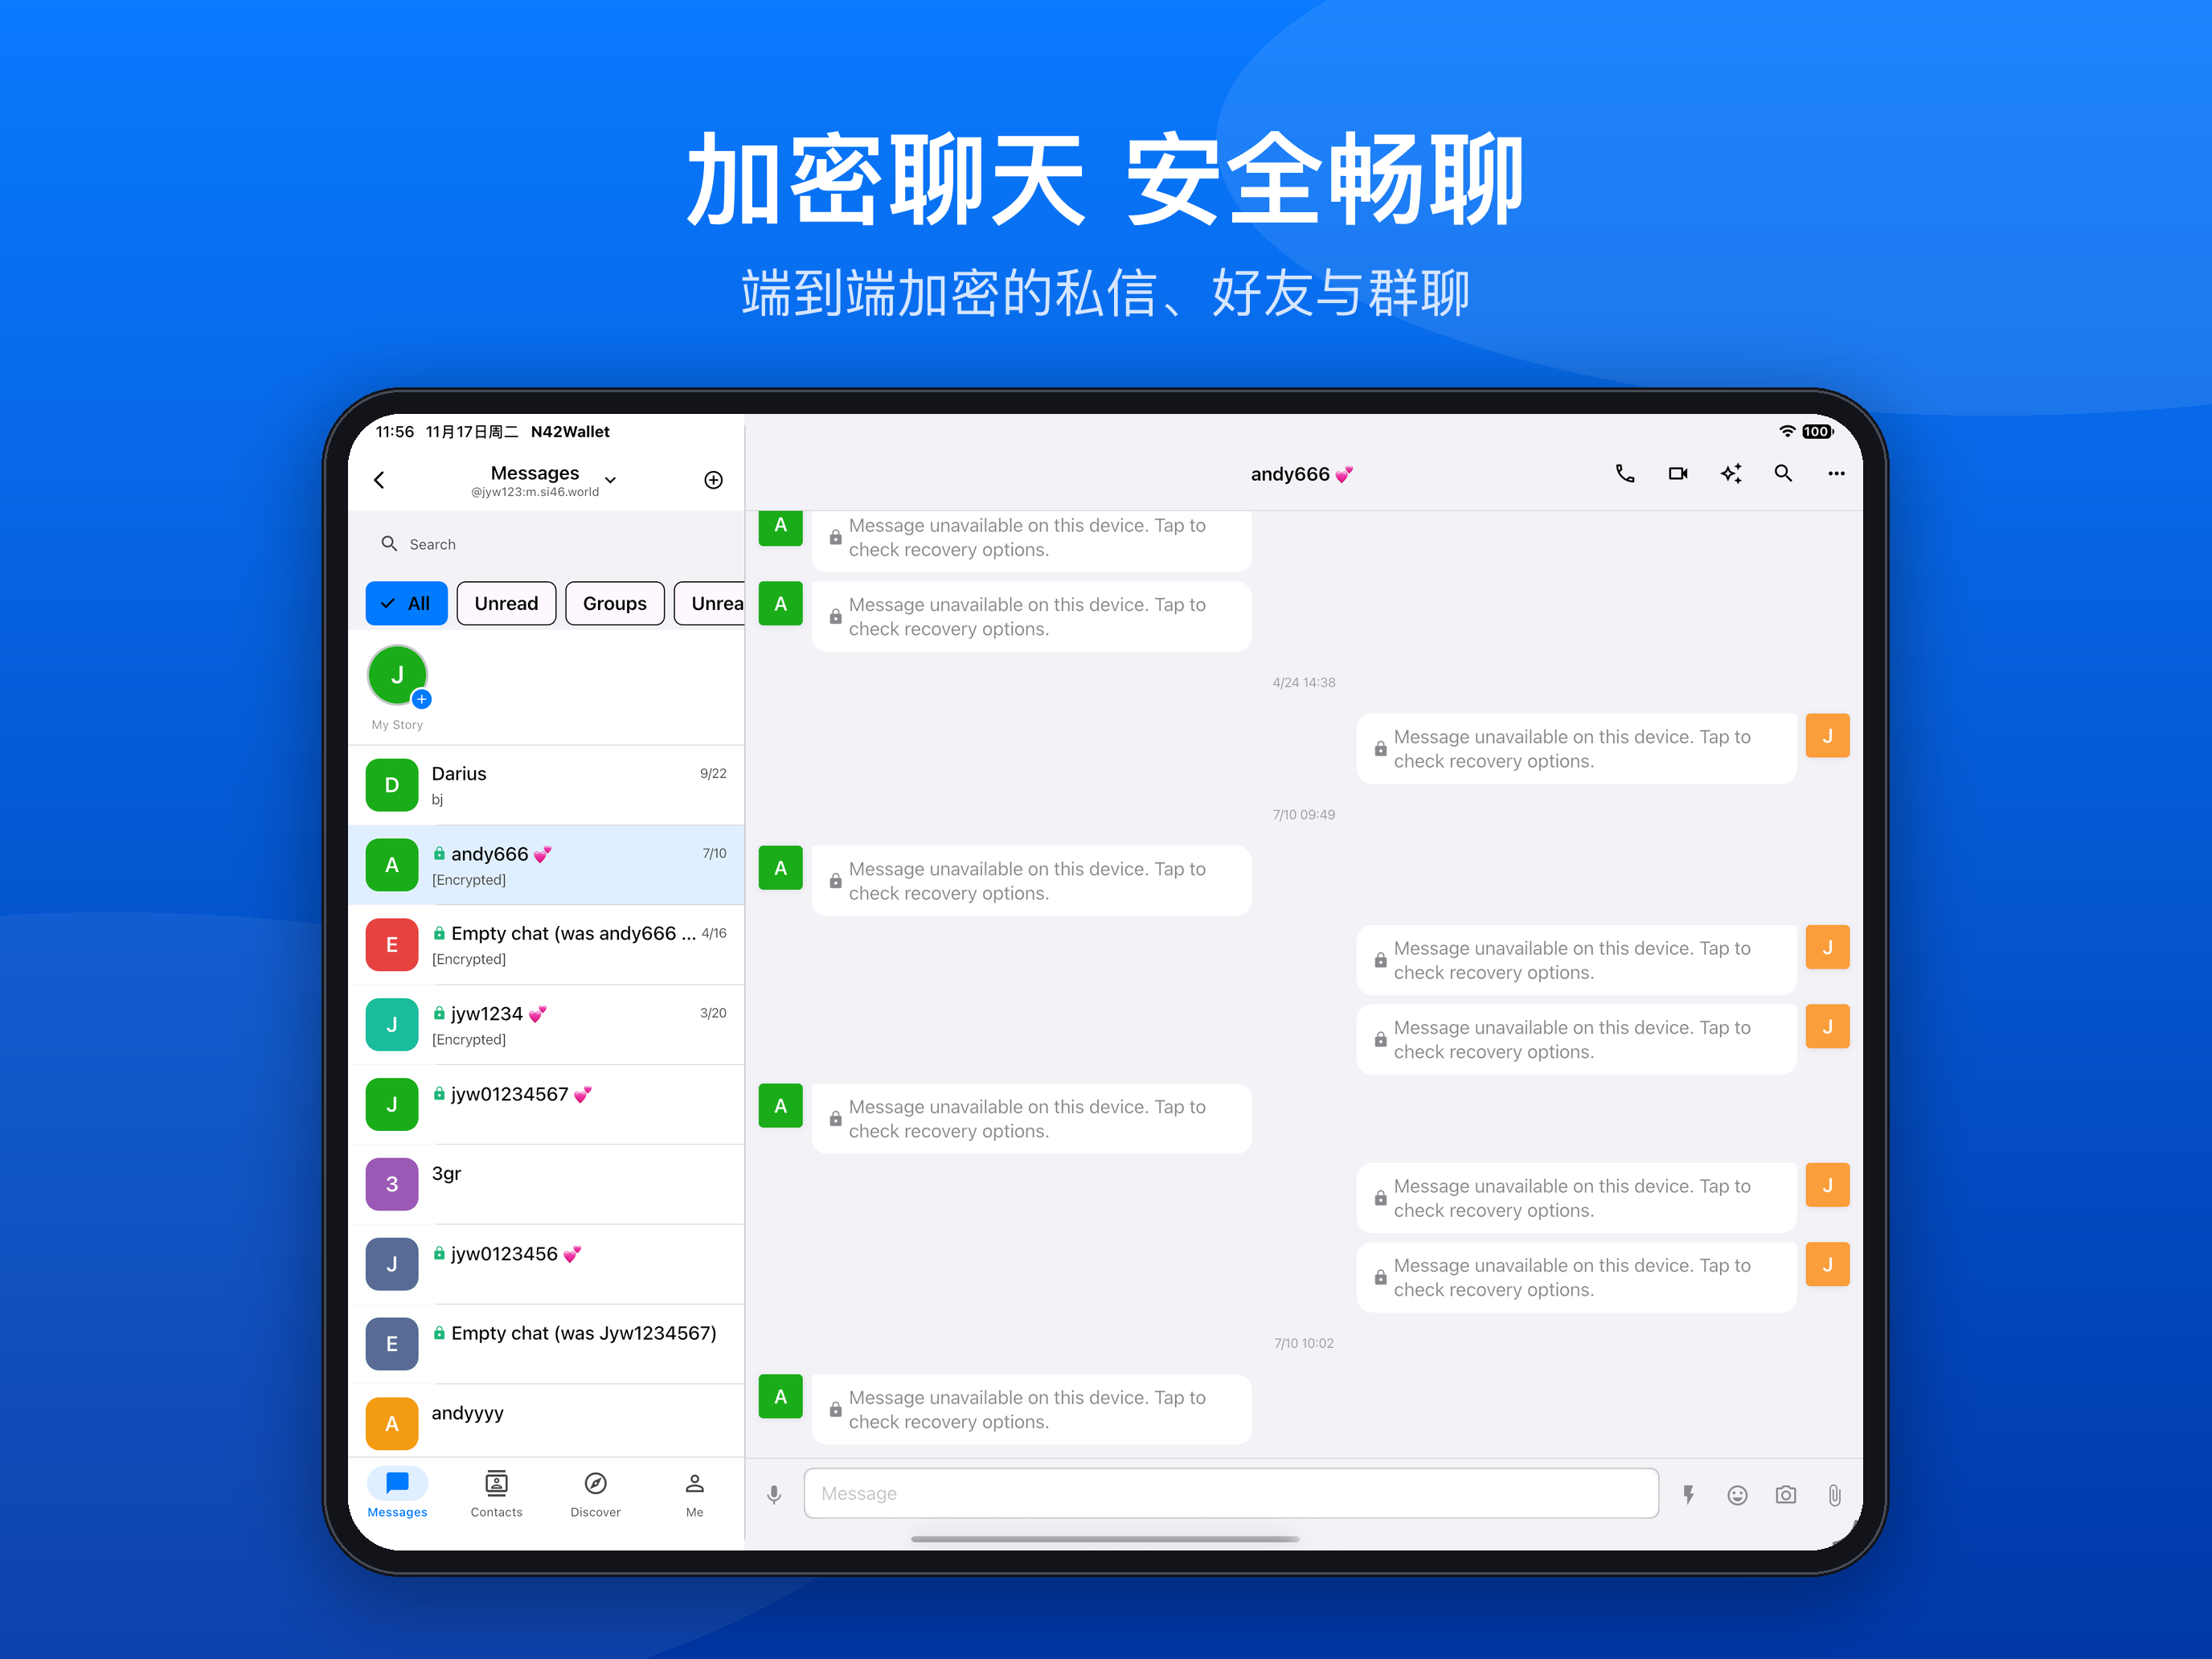 加密聊天 安全畅聊
端到端加密的私信、好友与群聊
11:56 11月17日周二 N42Wallet
100
Messages
@jyw123:m.si46.world
Search
All
Unread
Groups
Unrea
J
My Story
D
Darius
9/22
bj
A
andy666 💕
7/10
[Encrypted]
E
Empty chat (was andy666 ...
4/16
[Encrypted]
J
jyw1234 💕
3/20
[Encrypted]
J
jyw01234567 💕
3
3gr
J
jyw0123456 💕
E
Empty chat (was Jyw1234567)
A
andyyyy
Messages
Contacts
Discover
Me
andy666 💕
A
Message unavailable on this device. Tap to
check recovery options.
A
Message unavailable on this device. Tap to
check recovery options.
4/24 14:38
Message unavailable on this device. Tap to
check recovery options.
J
7/10 09:49
A
Message unavailable on this device. Tap to
check recovery options.
Message unavailable on this device. Tap to
check recovery options.
J
Message unavailable on this device. Tap to
check recovery options.
J
A
Message unavailable on this device. Tap to
check recovery options.
Message unavailable on this device. Tap to
check recovery options.
J
Message unavailable on this device. Tap to
check recovery options.
J
7/10 10:02
A
Message unavailable on this device. Tap to
check recovery options.
Message